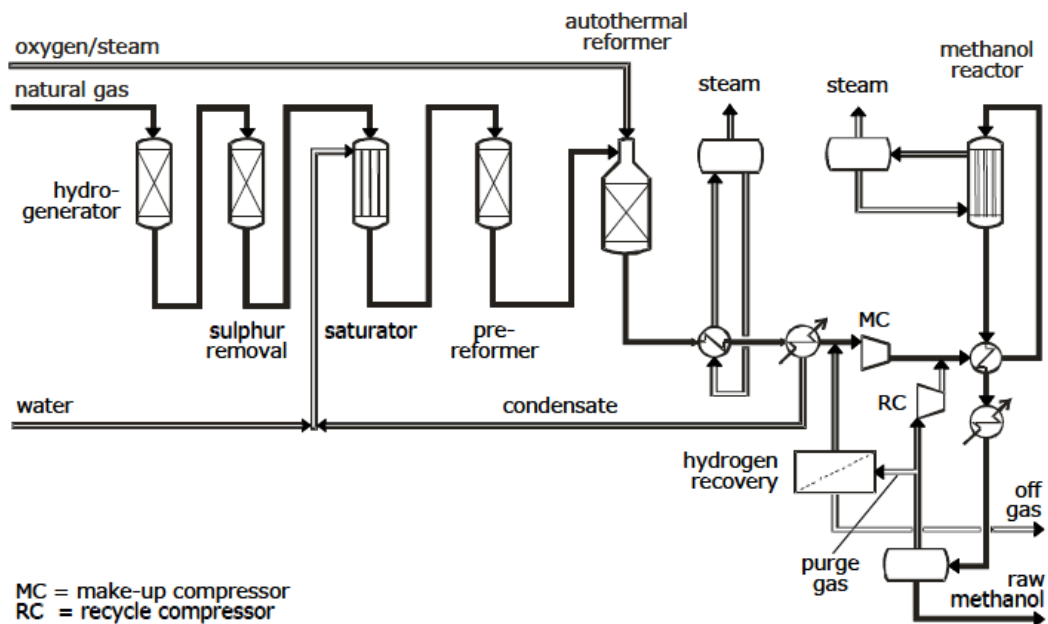 autothermal
reformer
oxygen/steam
methanol
reactor
natural gas
steam
steam
hydro-
generator
sulphur
removal
saturator
pre-
reformer
MC
water
condensate
RC
hydrogen
recovery
off
gas
purge
gas
raw
methanol
MC = make-up compressor
RC = recycle compressor